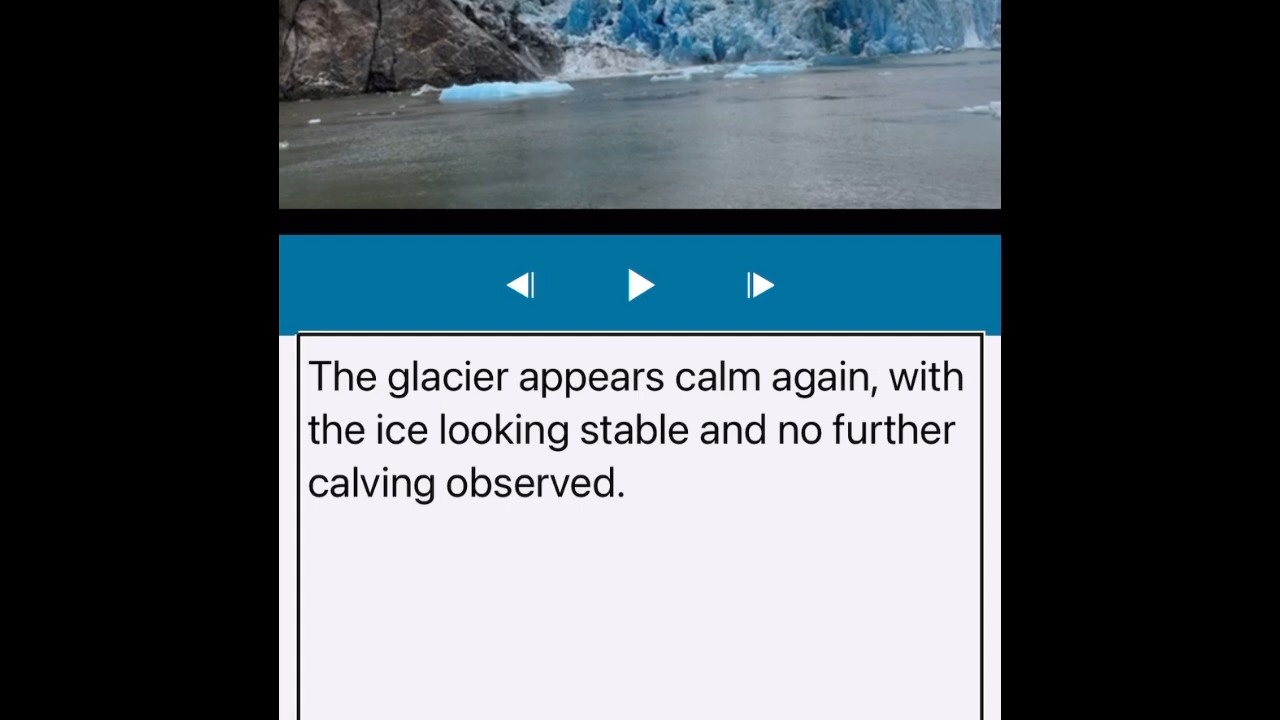 The glacier appears calm again, with
the ice looking stable and no further
calving observed.